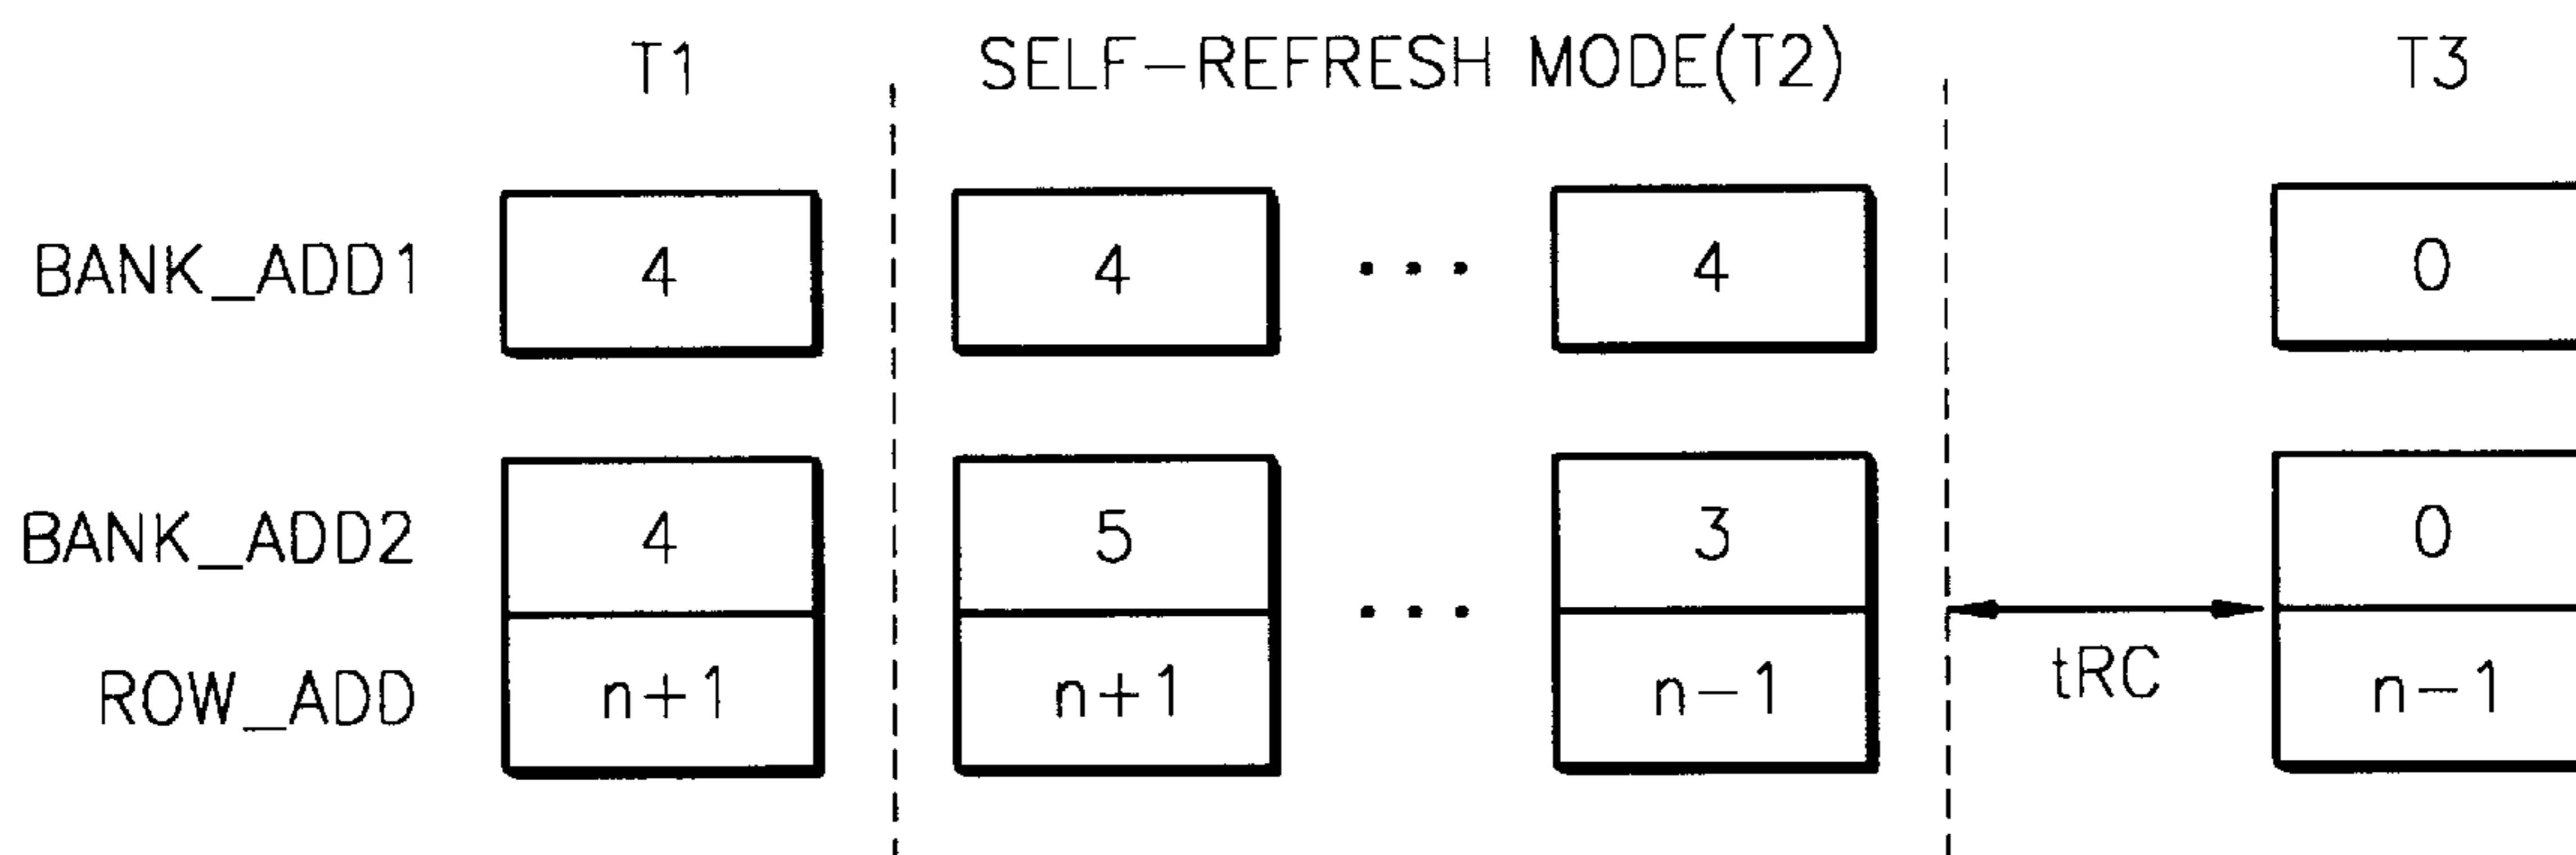 T1 SELF-REFRESH MODE(T2) T3
BANK_ADD1 4 4 ... 4 0
BANK_ADD2 4 5 ... 3 0
ROW_ADD n+1 n+1 n-1 tRC n-1